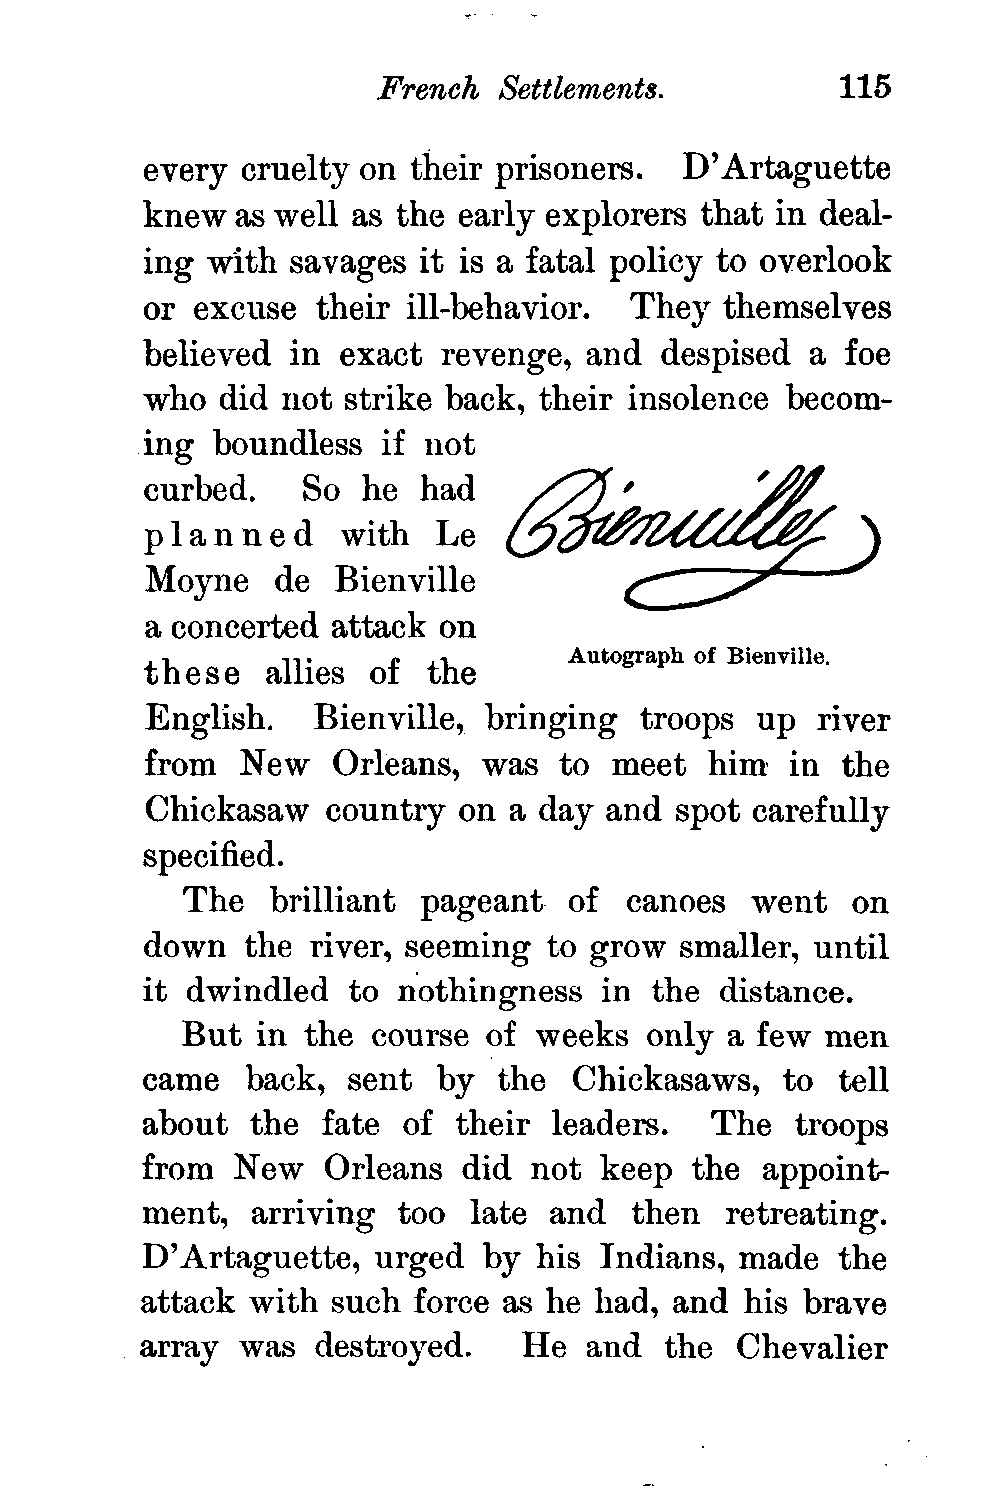 French Settlements. 115
every cruelty on their prisoners. D'Artaguette
knew as well as the early explorers that in deal-
ing with savages it is a fatal policy to overlook
or excuse their ill-behavior. They themselves
believed in exact revenge, and despised a foe
who did not strike back, their insolence becom-
ing boundless if not
curbed. So he had
planned with Le
Moyne de Bienville
a concerted attack on
these allies of the
Bienville
Autograph of Bienville.
English. Bienville, bringing troops up river
from New Orleans, was to meet him in the
Chickasaw country on a day and spot carefully
specified.
The brilliant pageant of canoes went on
down the river, seeming to grow smaller, until
it dwindled to nothingness in the distance.
But in the course of weeks only a few men
came back, sent by the Chickasaws, to tell
about the fate of their leaders. The troops
from New Orleans did not keep the appoint-
ment, arriving too late and then retreating.
D'Artaguette, urged by his Indians, made the
attack with such force as he had, and his brave
array was destroyed. He and the Chevalier